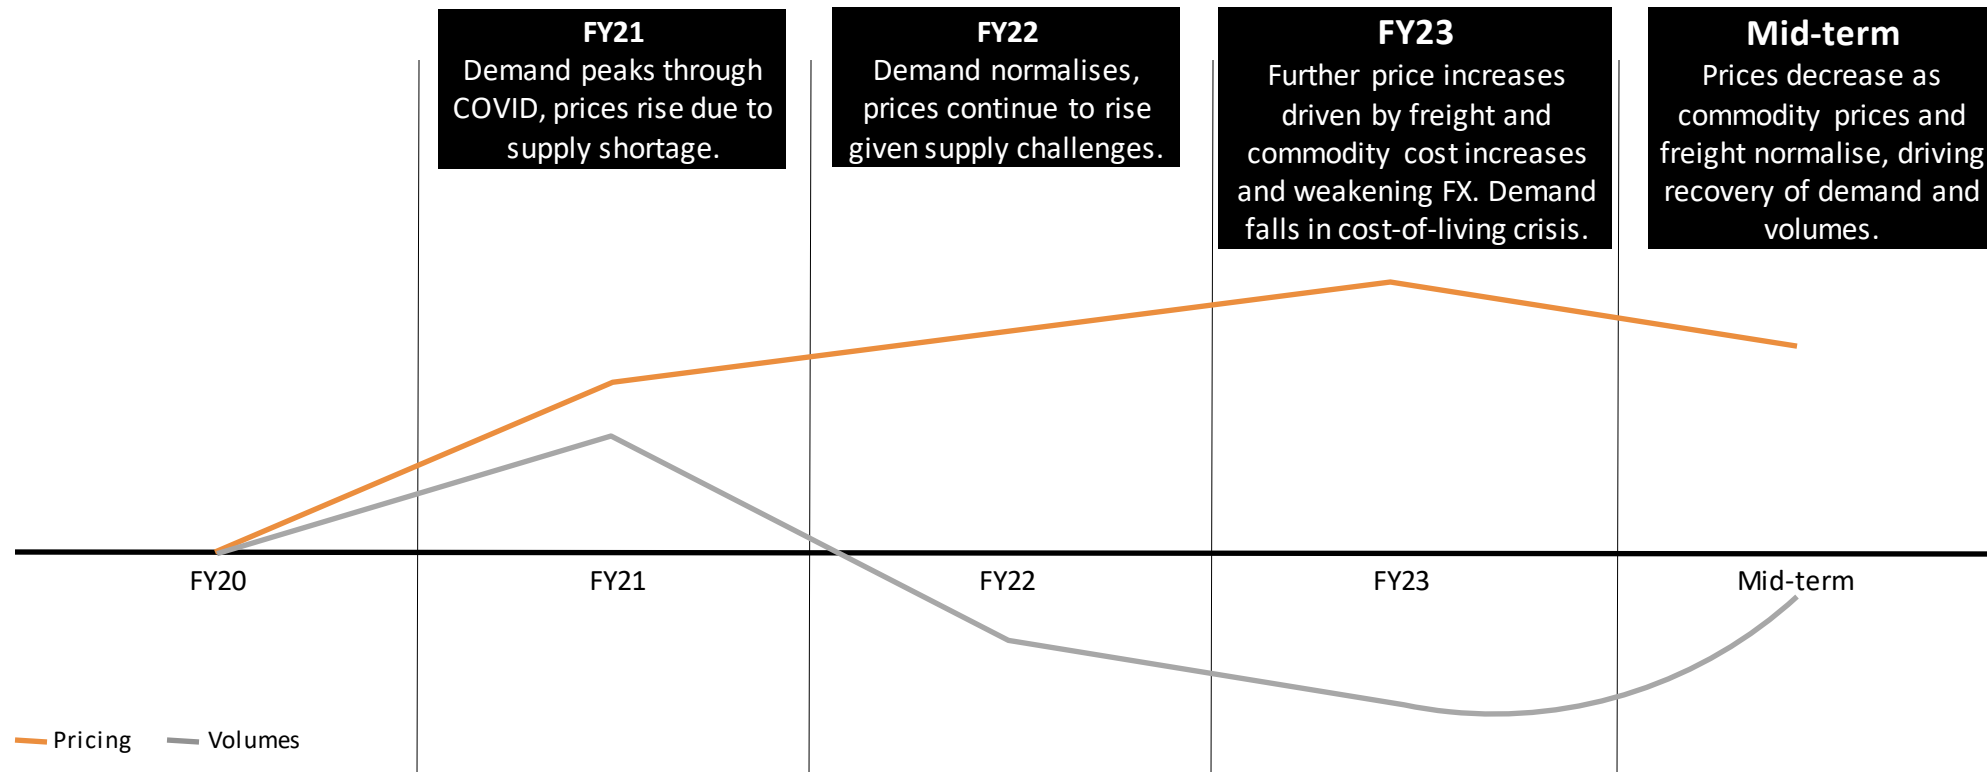 FY21
Demand peaks through
COVID, prices rise due to
supply shortage.
FY22
Demand normalises,
prices continue to rise
given supply challenges.
FY23
Further price increases
driven by freight and
commodity cost increases
and weakening FX. Demand
falls in cost-of-living crisis.
Mid-term
Prices decrease as
commodity prices and
freight normalise, driving
recovery of demand and
volumes.
FY20
FY21
FY22
FY23
Mid-term
Pricing
Volumes